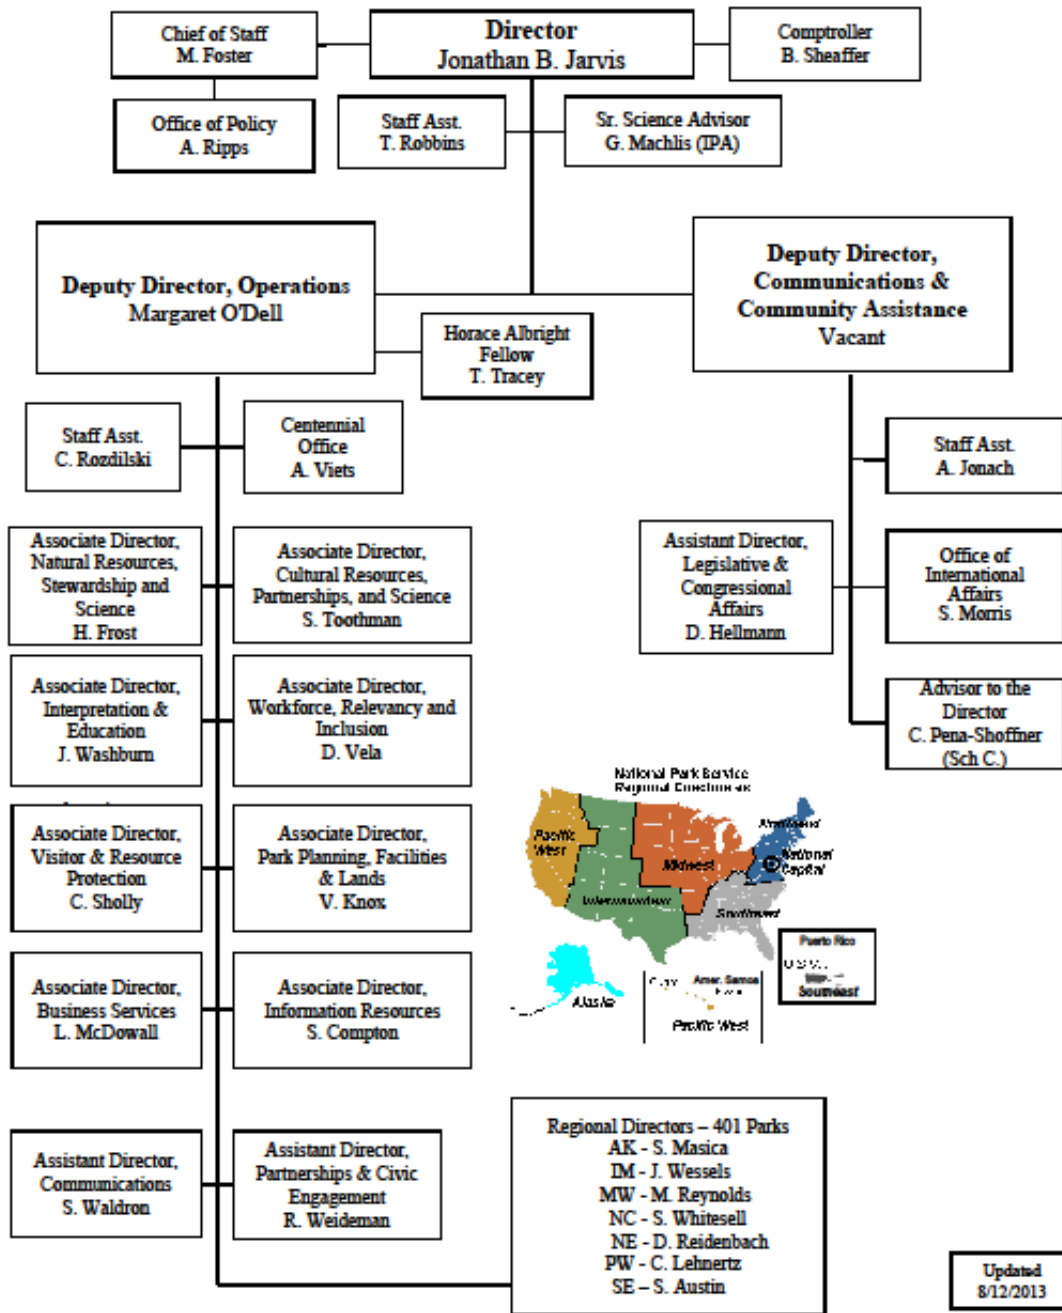 Chief of Staff
M. Foster
Director
Jonathan B. Jarvis
Comptroller
B. Sheaffer
Office of Policy
A. Ripps
Staff Asst.
T. Robbins
Sr. Science Advisor
G. Machlis (IPA)
Deputy Director, Operations
Margaret O'Dell
Deputy Director,
Communications &
Community Assistance
Vacant
Horace Albright
Fellow
T. Tracey
Staff Asst.
C. Rozdilski
Centennial
Office
A. Viets
Staff Asst.
A. Jonach
Associate Director,
Natural Resources,
Stewardship and
Science
H. Frost
Associate Director,
Cultural Resources,
Partnerships, and Science
S. Toothman
Assistant Director,
Legislative &
Congressional
Affairs
D. Hellmann
Office of
International
Affairs
S. Morris
Associate Director,
Interpretation &
Education
J. Washburn
Associate Director,
Workforce, Relevancy and
Inclusion
D. Vela
Advisor to the
Director
C. Pena-Shoffner
(Sch C.)
Associate Director,
Visitor & Resource
Protection
C. Sholly
Associate Director,
Park Planning, Facilities
& Lands
V. Knox
National Park Service
Regional Boundaries
Pacific
West
Midwest
Northeast
National
Capital
Intermountain
Southeast
Alaska
Amer. Samoa
Pacific West
Puerto Rico
Southeast
Associate Director,
Business Services
L. McDowall
Associate Director,
Information Resources
S. Compton
Assistant Director,
Communications
S. Waldron
Assistant Director,
Partnerships & Civic
Engagement
R. Weideman
Regional Directors – 401 Parks
AK - S. Masica
IM - J. Wessels
MW - M. Reynolds
NC - S. Whitesell
NE - D. Reidenbach
PW - C. Lehnertz
SE – S. Austin
Updated
8/12/2013